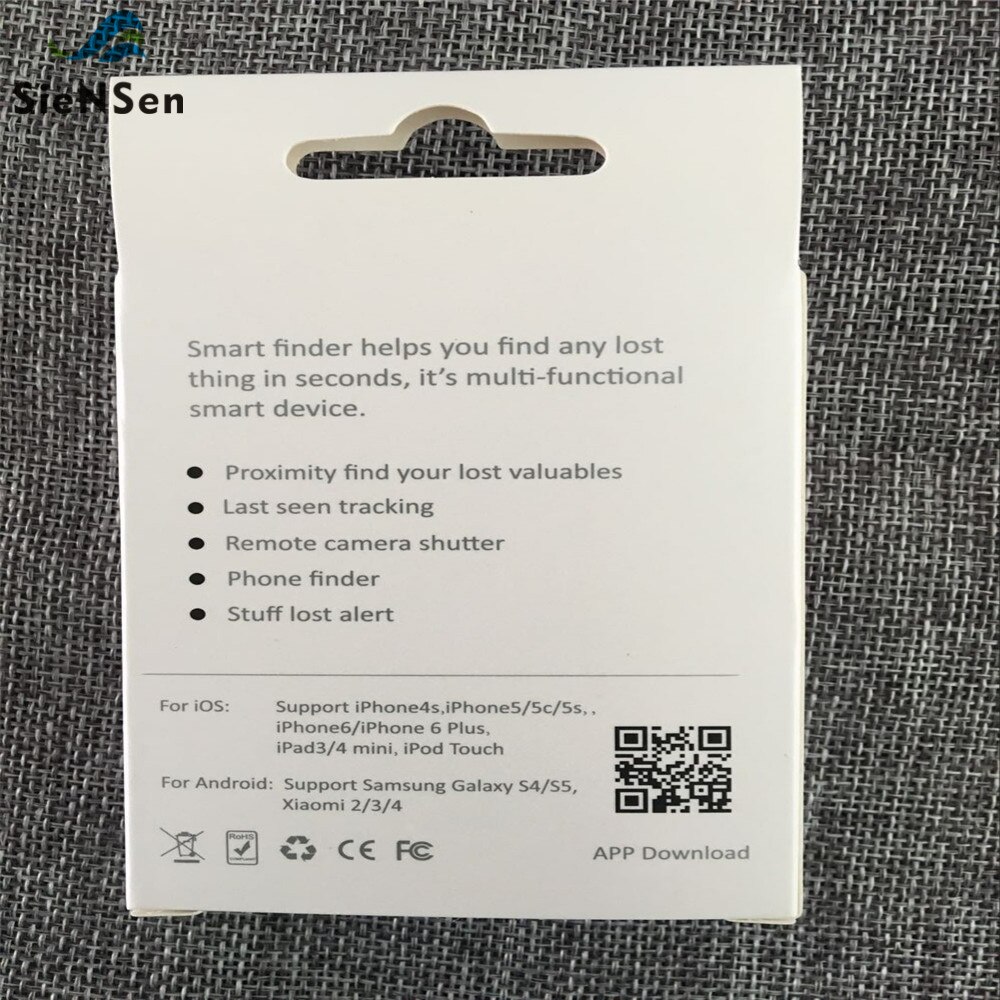 SieNSen
Smart finder helps you find any lost
thing in seconds, it's multi-functional
smart device.
● Proximity find your lost valuables
● Last seen tracking
● Remote camera shutter
● Phone finder
● Stuff lost alert
For iOS: Support iPhone4s,iPhone5/5c/5s, ,
iPhone6/iPhone 6 Plus,
iPad3/4 mini, iPod Touch
For Android: Support Samsung Galaxy S4/S5,
Xiaomi 2/3/4
RoHS
CE FC
APP Download